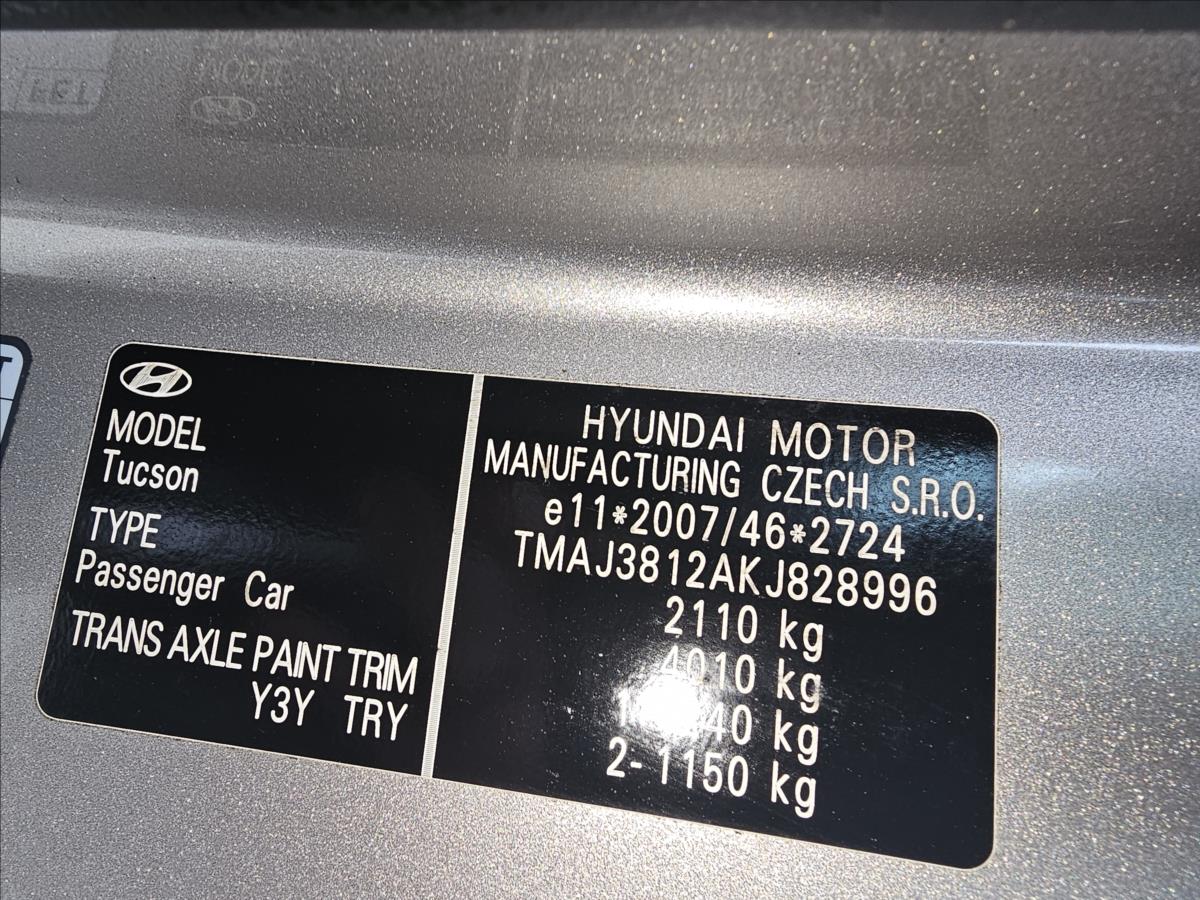 MODEL
Tucson
TYPE
Passenger Car
TRANS AXLE PAINT TRIM
Y3Y TRY
HYUNDAI MOTOR
MANUFACTURING CZECH S.R.O.
e11*2007/46*2724
TMAJ3812AKJ828996
2110 kg
4010 kg
kg
2-1150 kg